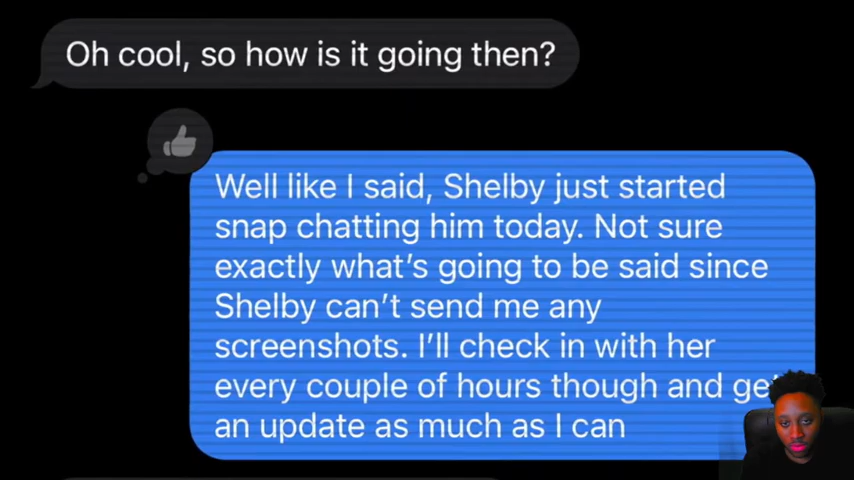 Oh cool, so how is it going then?
Well like I said, Shelby just started
snap chatting him today. Not sure
exactly what's going to be said since
Shelby can't send me any
screenshots. I'll check in with her
every couple of hours though and get
an update as much as I can